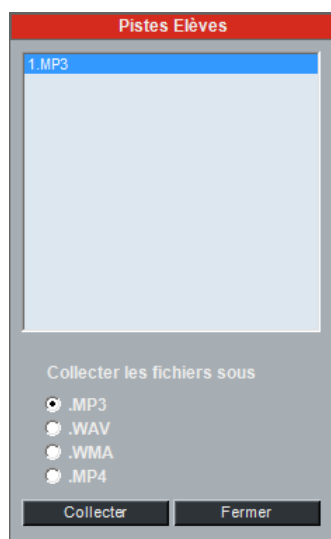 Pistes Elèves
1.MP3
Collecter les fichiers sous
.MP3
.WAV
.WMA
.MP4
Collecter
Fermer